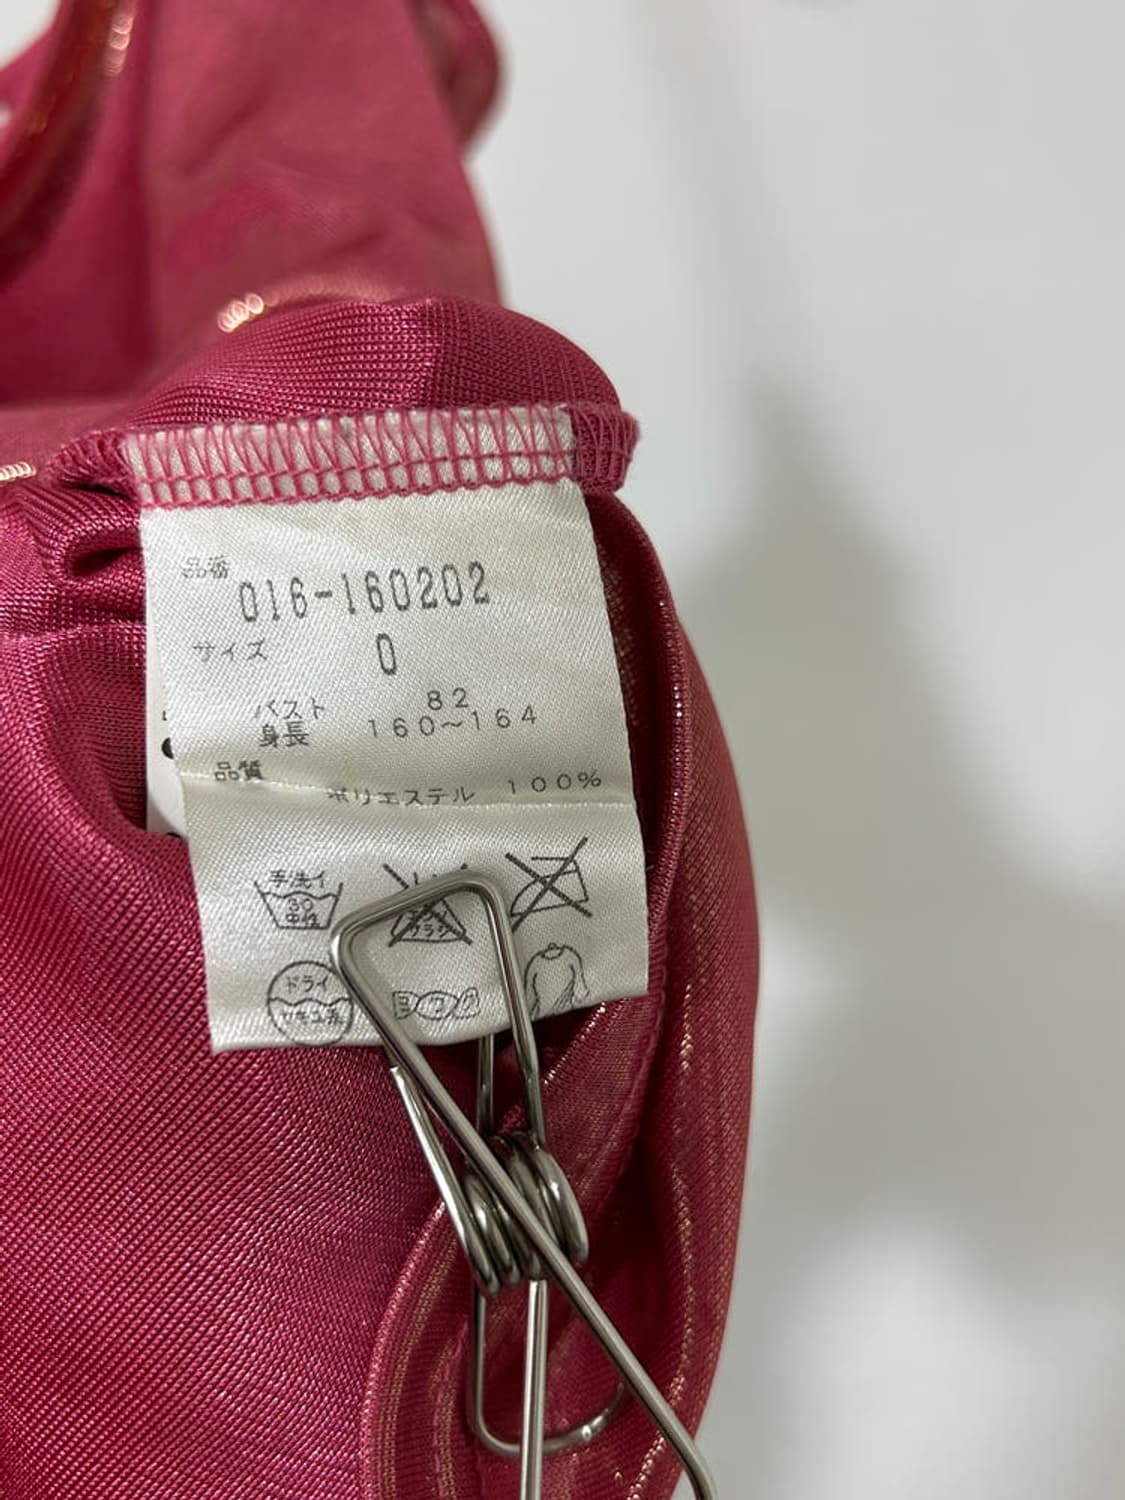 品番
016-160202
サイズ 0
バスト 82
身長 160〜164
品質
ポリエステル 100%
手洗イ
30
中性
ドライ
セキユ系